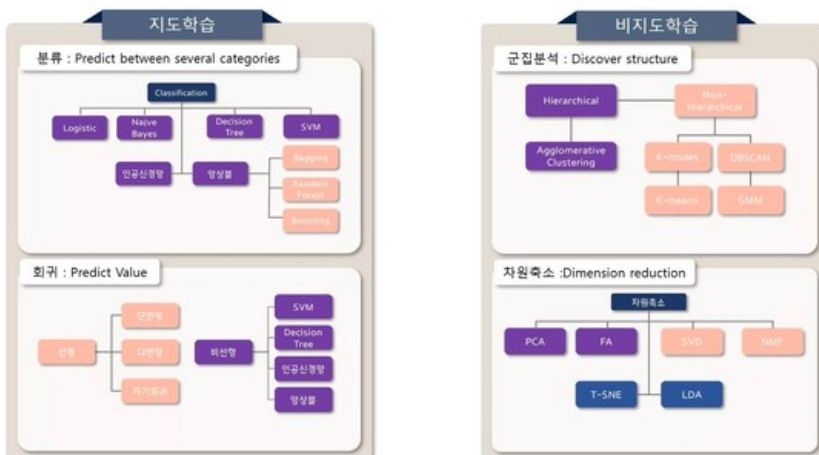 지도학습
분류 : Predict between several categories
Classification
Logistic
Naive
Bayes
Decision
Tree
SVM
인공신경망
앙상블
Bagging
Random
Forest
Boosting
회귀 : Predict Value
선형
단변량
다변량
자기회귀
비선형
SVM
Decision
Tree
인공신경망
앙상블
비지도학습
군집분석 : Discover structure
Hierarchical
Non-
Hierarchical
Agglomerative
Clustering
K-modes
DBSCAN
K-means
GMM
차원축소 :Dimension reduction
차원축소
PCA
FA
SVD
NMF
T-SNE
LDA